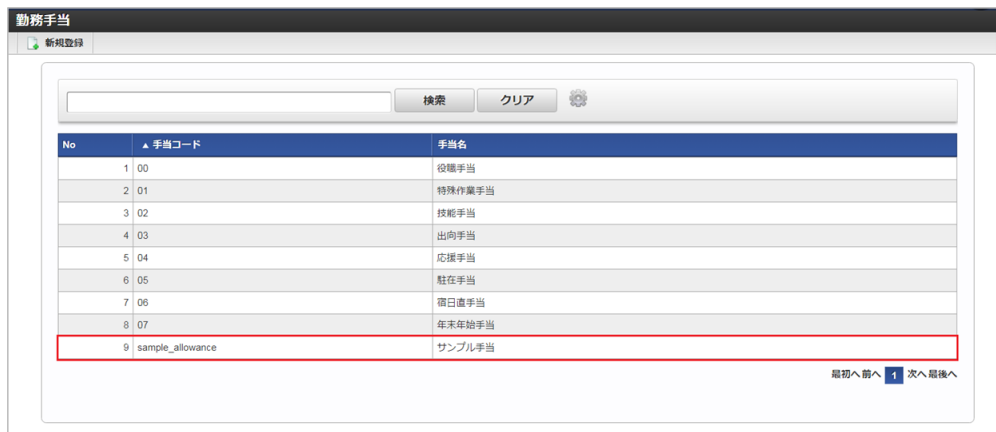 勤務手当
新規登録
検索 クリア
No ▲ 手当コード 手当名
1 00 役職手当
2 01 特殊作業手当
3 02 技能手当
4 03 出向手当
5 04 応援手当
6 05 駐在手当
7 06 宿日直手当
8 07 年末年始手当
9 sample_allowance サンプル手当
最初へ 前へ 1 次へ 最後へ